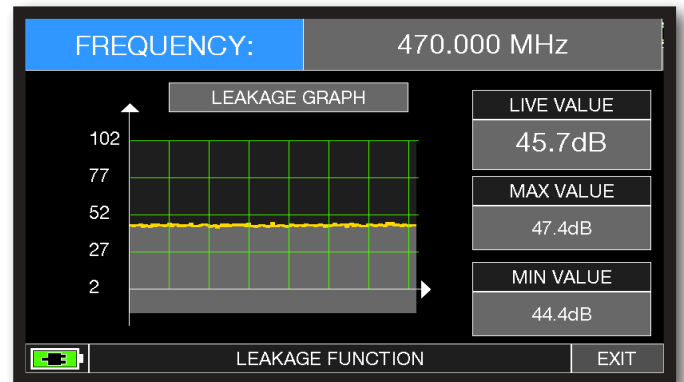 FREQUENCY: 470.000 MHz
LEAKAGE GRAPH
102
77
52
27
2
LIVE VALUE
45.7dB
MAX VALUE
47.4dB
MIN VALUE
44.4dB
LEAKAGE FUNCTION
EXIT